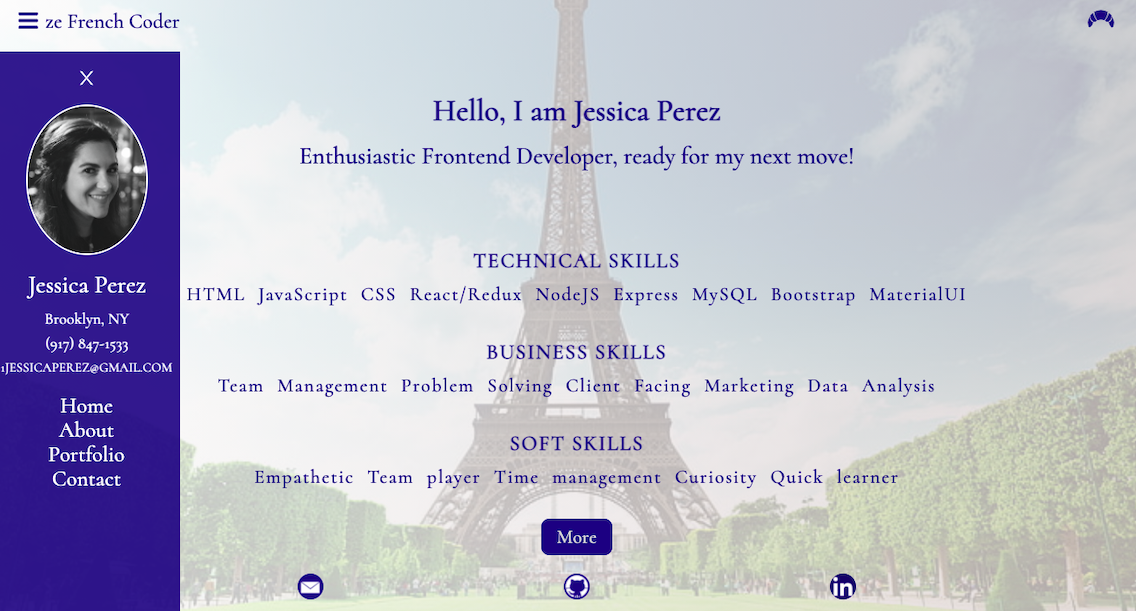 ze French Coder
X
Jessica Perez
Brooklyn, NY
(917) 847-1533
1JESSICAPEREZ@GMAIL.COM
Home
About
Portfolio
Contact
Hello, I am Jessica Perez
Enthusiastic Frontend Developer, ready for my next move!
TECHNICAL SKILLS
HTML JavaScript CSS React/Redux NodeJS Express MySQL Bootstrap MaterialUI
BUSINESS SKILLS
Team Management Problem Solving Client Facing Marketing Data Analysis
SOFT SKILLS
Empathetic Team player Time management Curiosity Quick learner
More
in